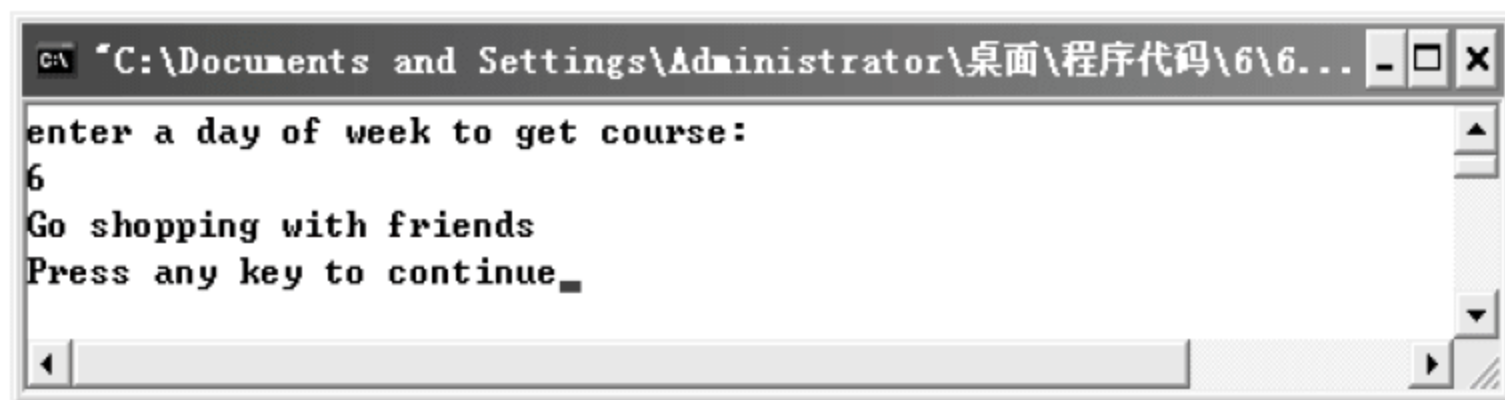 "C:\Documents and Settings\Administrator\桌面\程序代码\6\6...
enter a day of week to get course:
6
Go shopping with friends
Press any key to continue